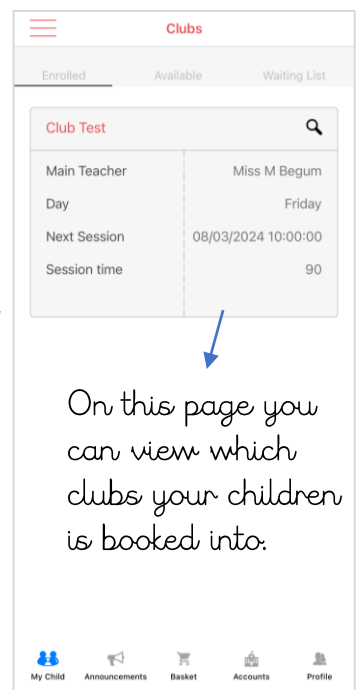 Clubs
Enrolled Available Waiting List
Club Test
Main Teacher Miss M Begum
Day Friday
Next Session 08/03/2024 10:00:00
Session time 90
On this page you
can view which
clubs your children
is booked into.
My Child Announcements Basket Accounts Profile